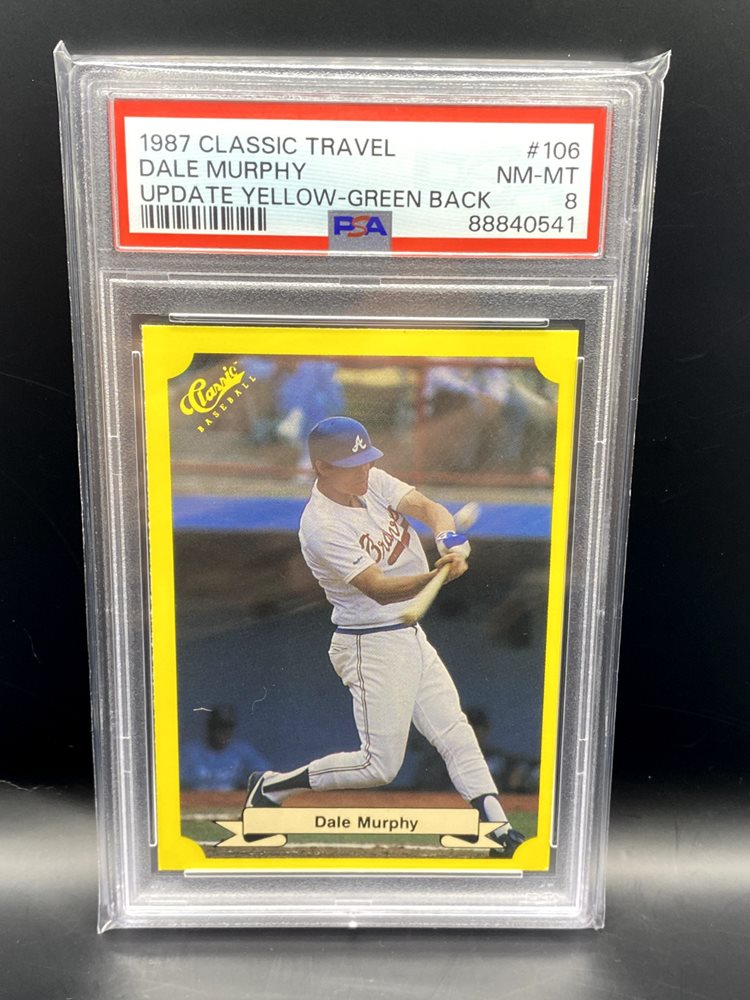 1987 CLASSIC TRAVEL #106
DALE MURPHY NM-MT
UPDATE YELLOW-GREEN BACK 8
PSA 88840541
Classic™
BASEBALL
A
Braves
Dale Murphy